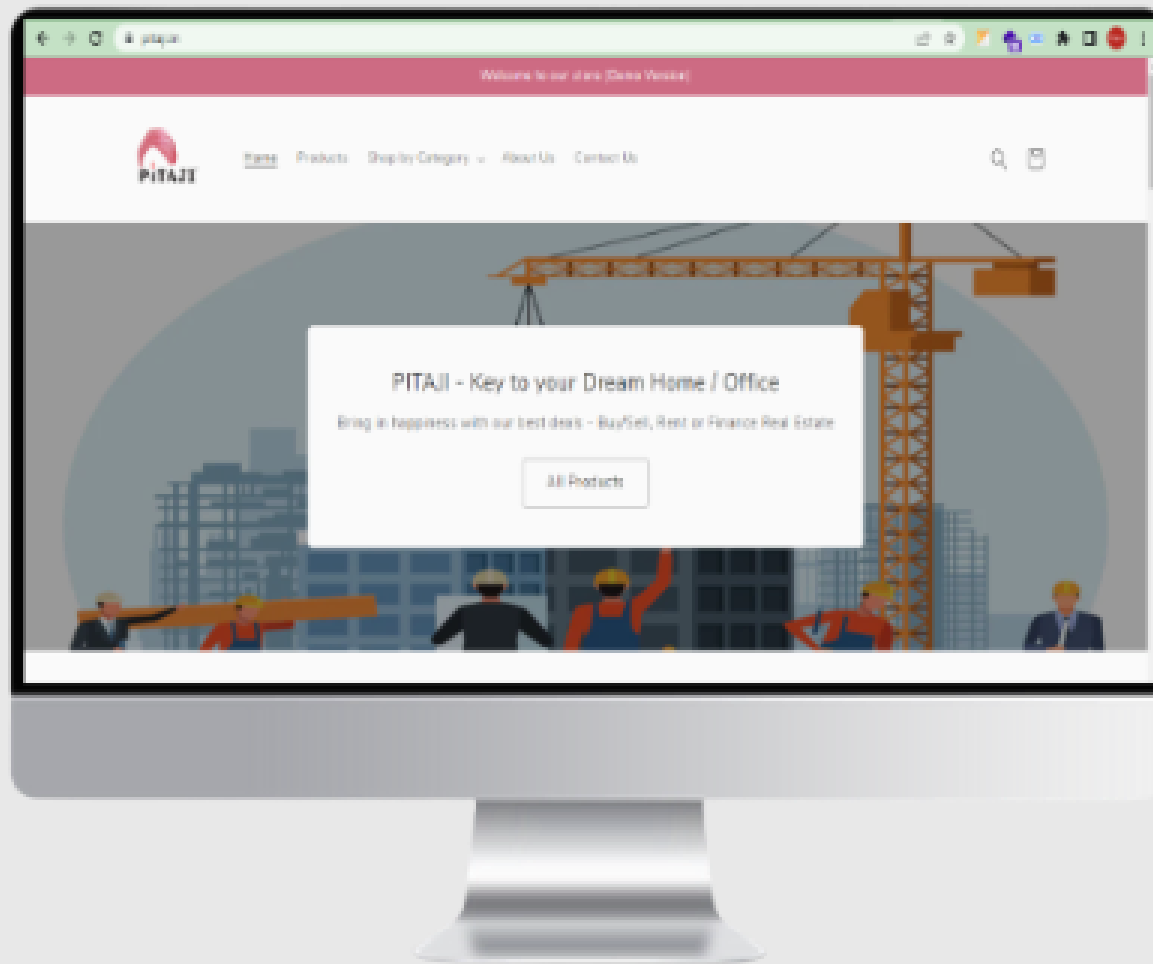 pitaji.in
Welcome to our store (Demo Version)
PiTAJI
Home Products Shop by Category About Us Contact Us
PITAJI - Key to your Dream Home / Office
Bring in happiness with our best deals - Buy/Sell, Rent or Finance Real Estate
All Products